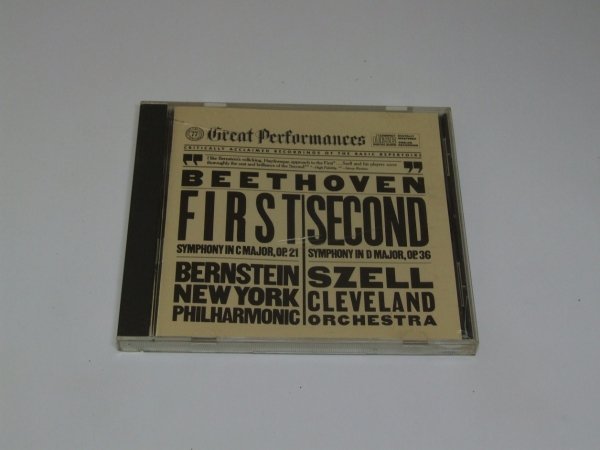 Great Performances
CRITICALLY ACCLAIMED RECORDINGS OF THE BASIC REPERTOIRE
BEETHOVEN
FIRST
SYMPHONY IN C MAJOR, OP. 21
BERNSTEIN
NEW YORK
PHILHARMONIC
SECOND
SYMPHONY IN D MAJOR, OP. 36
SZELL
CLEVELAND
ORCHESTRA